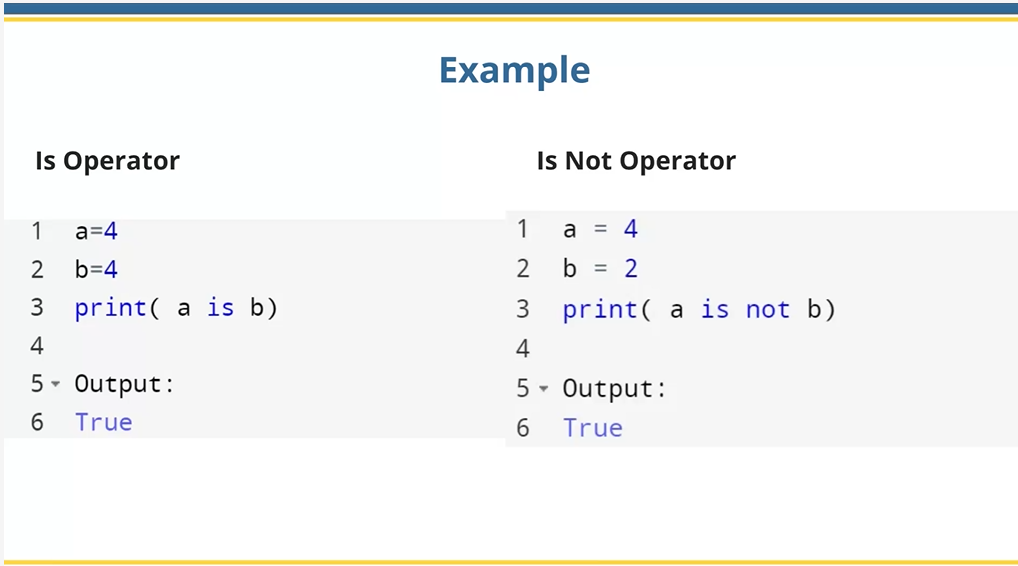 Example
Is Operator
1 a=4
2 b=4
3 print( a is b)
4
5 Output:
6 True
Is Not Operator
1 a = 4
2 b = 2
3 print( a is not b)
4
5 Output:
6 True